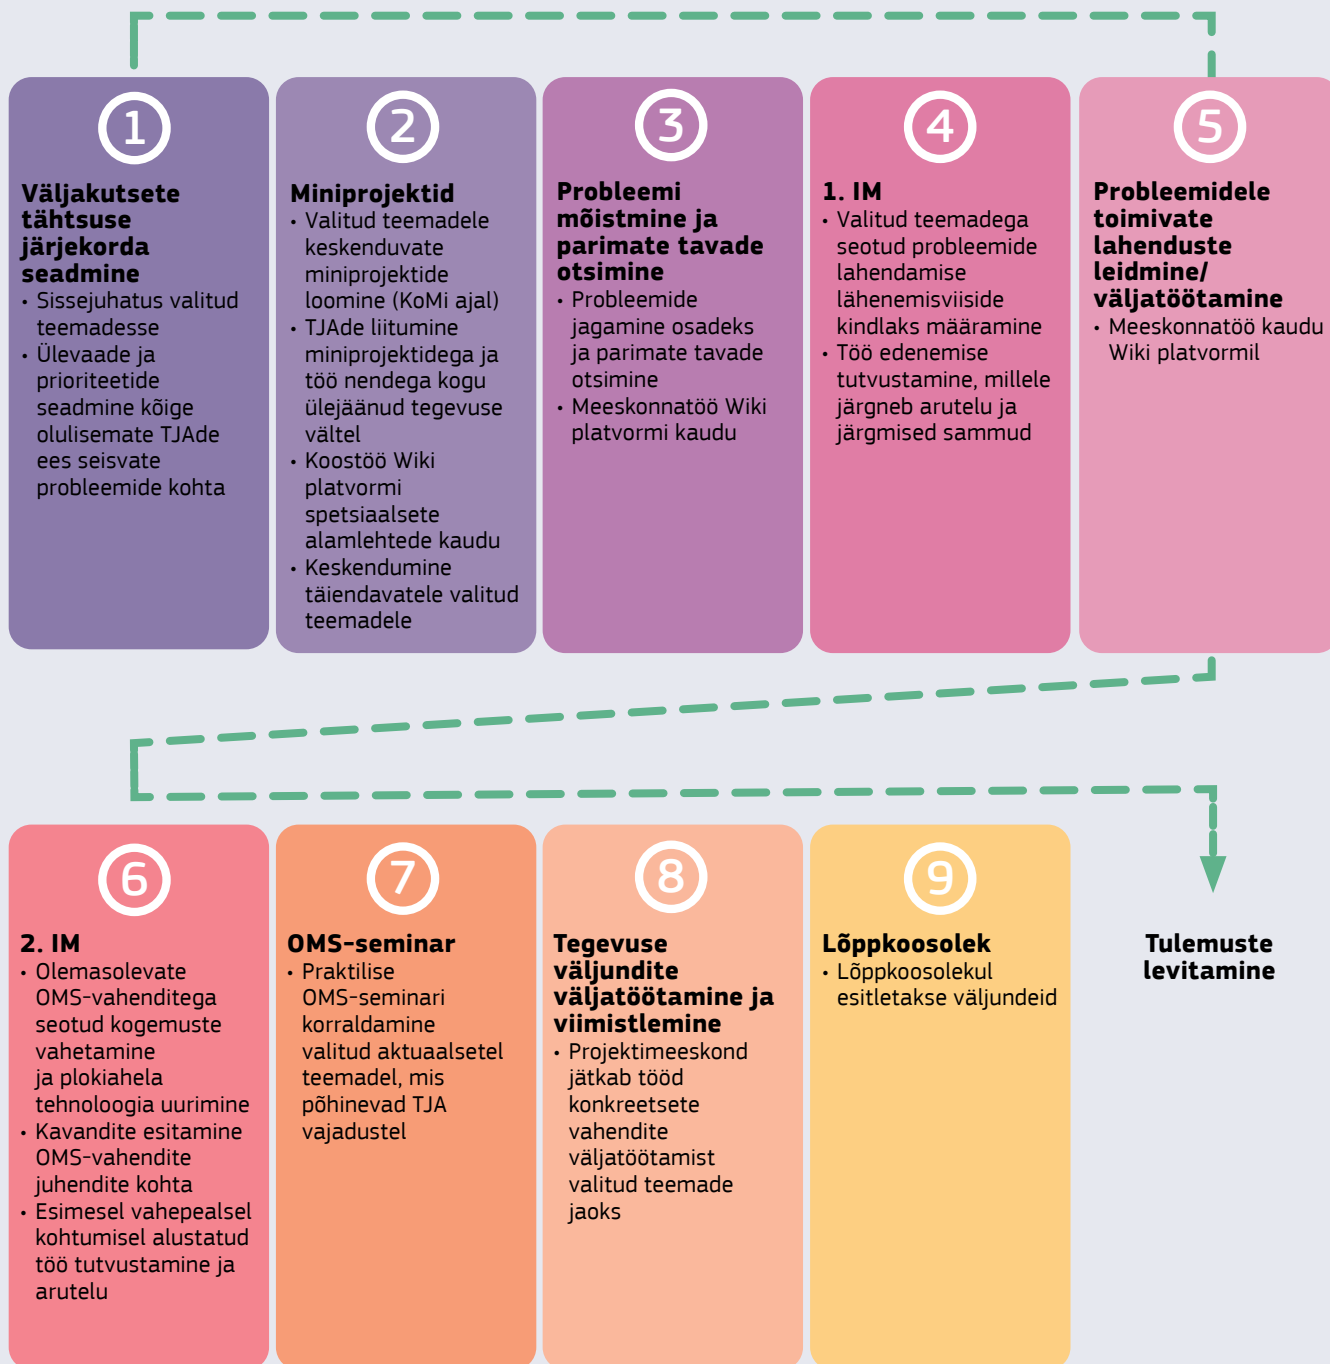 1
Väljakutsete
tähtsuse
järjekorda
seadmine
• Sissejuhatus valitud
teemadesse
• Ülevaade ja
prioriteetide
seadmine kõige
olulisemate TJAde
ees seisvate
probleemide kohta
2
Miniprojektid
• Valitud teemadele
keskenduvate
miniprojektide
loomine (KoMi ajal)
• TJAde liitumine
miniprojektidega ja
töö nendega kogu
ülejäänud tegevuse
vältel
• Koostöö Wiki
platvormi
spetsiaalsete
alamlehtede kaudu
• Keskendumine
täiendavatele valitud
teemadele
3
Probleemi
mõistmine ja
parimate tavade
otsimine
• Probleemide
jagamine osadeks
ja parimate tavade
otsimine
• Meeskonnatöö Wiki
platvormi kaudu
4
1. IM
• Valitud teemadega
seotud probleemide
lahendamise
lähenemisviiside
kindlaks määramine
• Töö edenemise
tutvustamine, millele
järgneb arutelu ja
järgmised sammud
5
Probleemidele
toimivate
lahenduste
leidmine/
väljatöötamine
• Meeskonnatöö kaudu
Wiki platvormil
6
2. IM
• Olemasolevate
OMS-vahenditega
seotud kogemuste
vahetamine
ja plokiahela
tehnoloogia uurimine
• Kavandite esitamine
OMS-vahendite
juhendite kohta
• Esimesel vahepealsel
kohtumisel alustatud
töö tutvustamine ja
arutelu
7
OMS-seminar
• Praktilise
OMS-seminari
korraldamine
valitud aktuaalsetel
teemadel, mis
põhinevad TJA
vajadustel
8
Tegevuse
väljundite
väljatöötamine ja
viimistlemine
• Projektimeeskond
jätkab tööd
konkreetsete
vahendite
väljatöötamist
valitud teemade
jaoks
9
Lõppkoosolek
• Lõppkoosolekul
esitletakse väljundeid
Tulemuste
levitamine